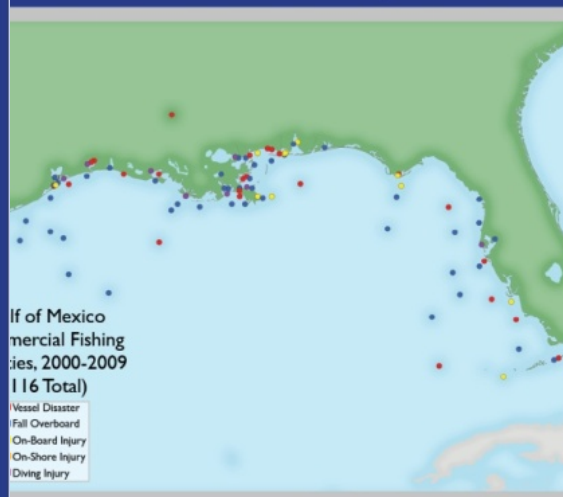 lf of Mexico
mercial Fishing
ties, 2000-2009
116 Total)
Vessel Disaster
Fall Overboard
On-Board Injury
On-Shore Injury
Diving Injury